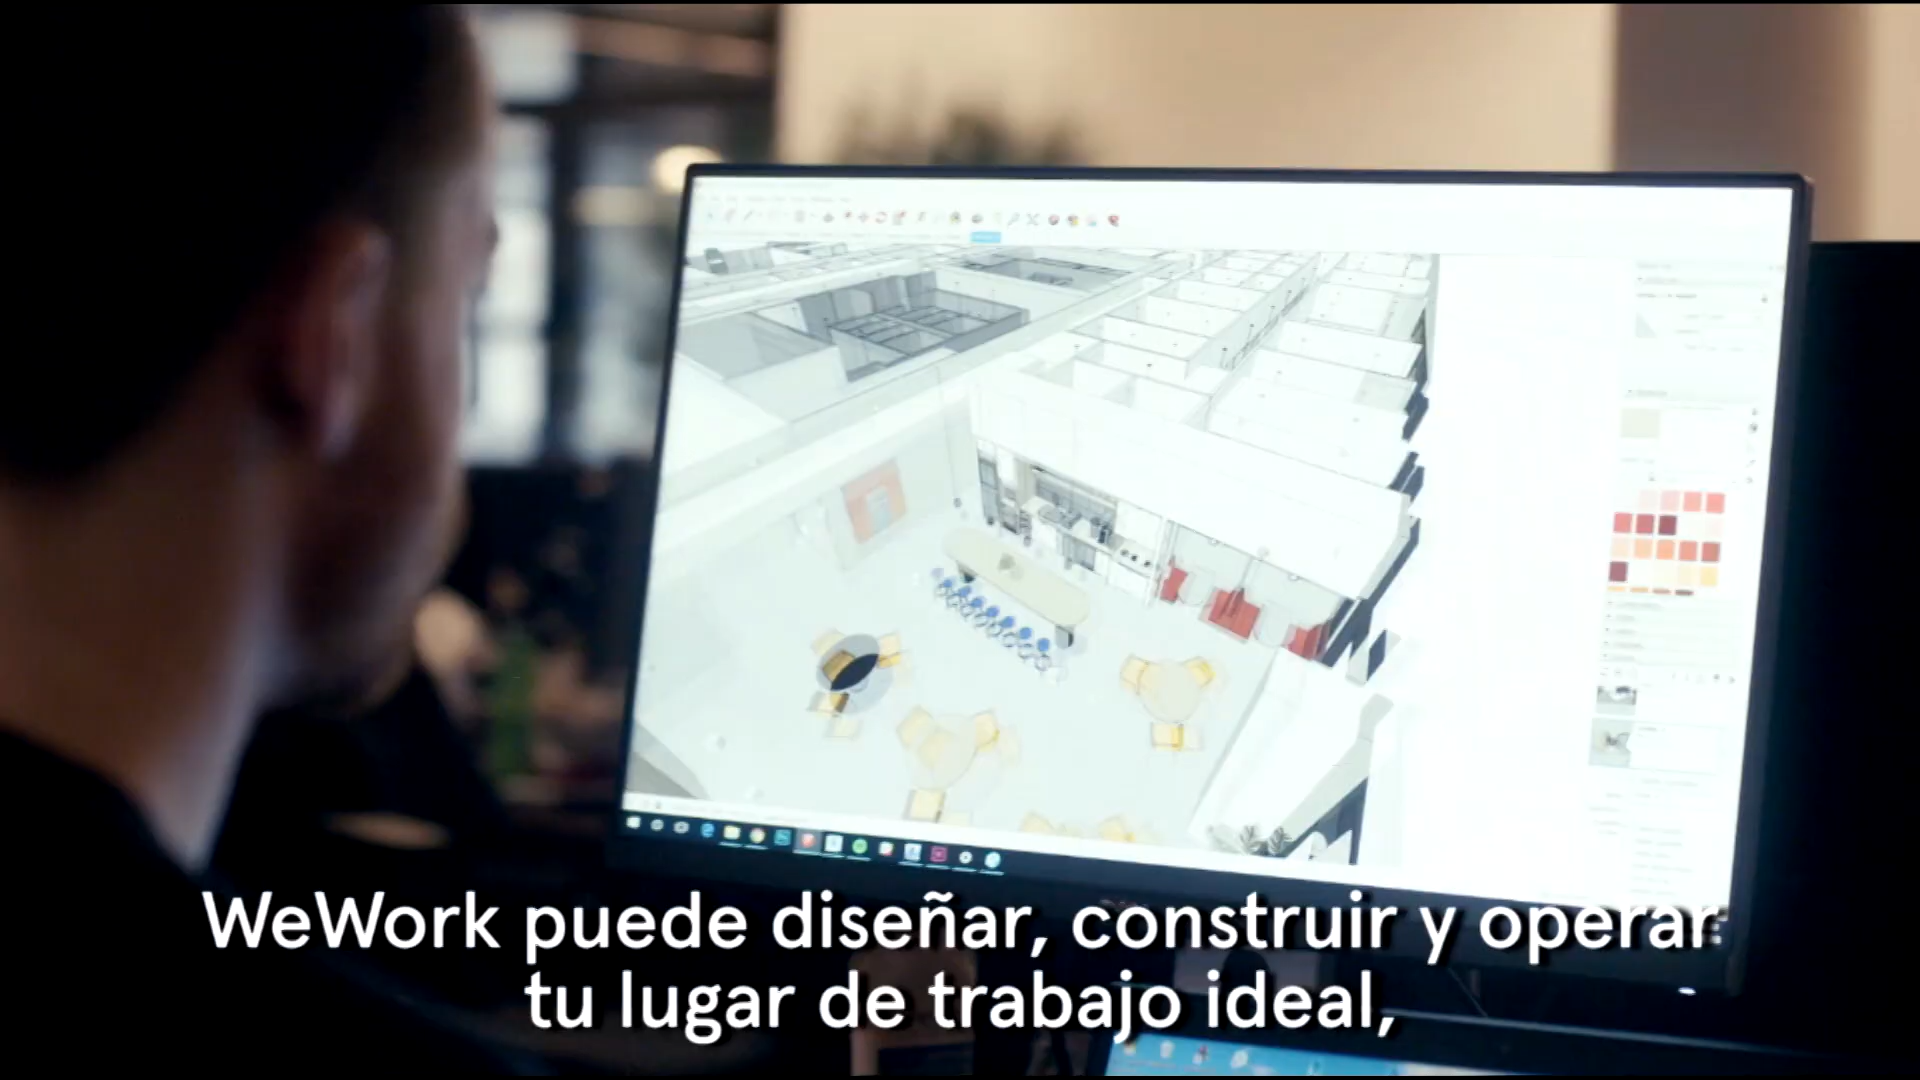 WeWork puede diseñar, construir y operar
tu lugar de trabajo ideal,